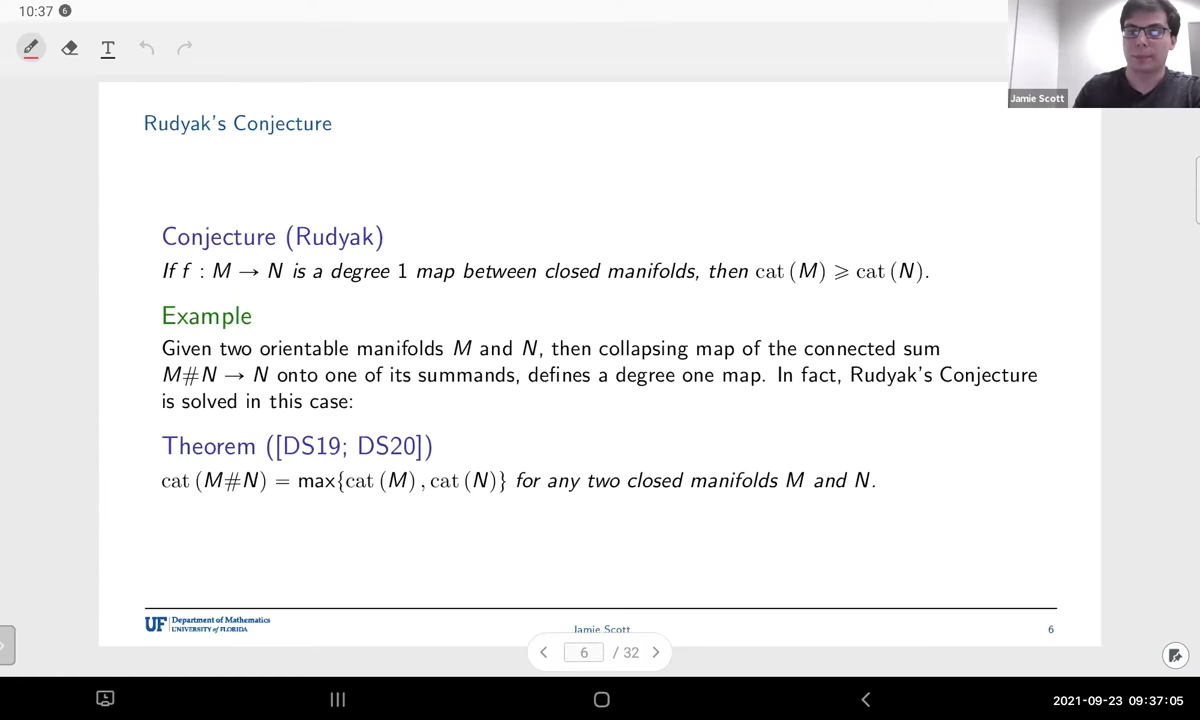 10:37 6
T
Jamie Scott
Rudyak's Conjecture
Conjecture (Rudyak)
If f : M → N is a degree 1 map between closed manifolds, then cat (M) ⩾ cat (N).
Example
Given two orientable manifolds M and N, then collapsing map of the connected sum
M#N → N onto one of its summands, defines a degree one map. In fact, Rudyak's Conjecture
is solved in this case:
Theorem ([DS19; DS20])
cat (M#N) = max{cat (M) , cat (N)} for any two closed manifolds M and N.
UF Department of Mathematics
UNIVERSITY of FLORIDA
Jamie Scott
6
6 / 32
2021-09-23 09:37:05